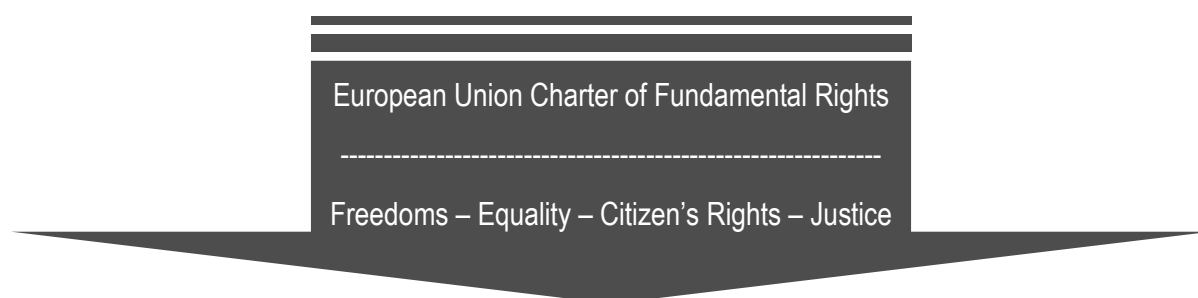 European Union Charter of Fundamental Rights
---------------------------------------------------------------
Freedoms – Equality – Citizen's Rights – Justice